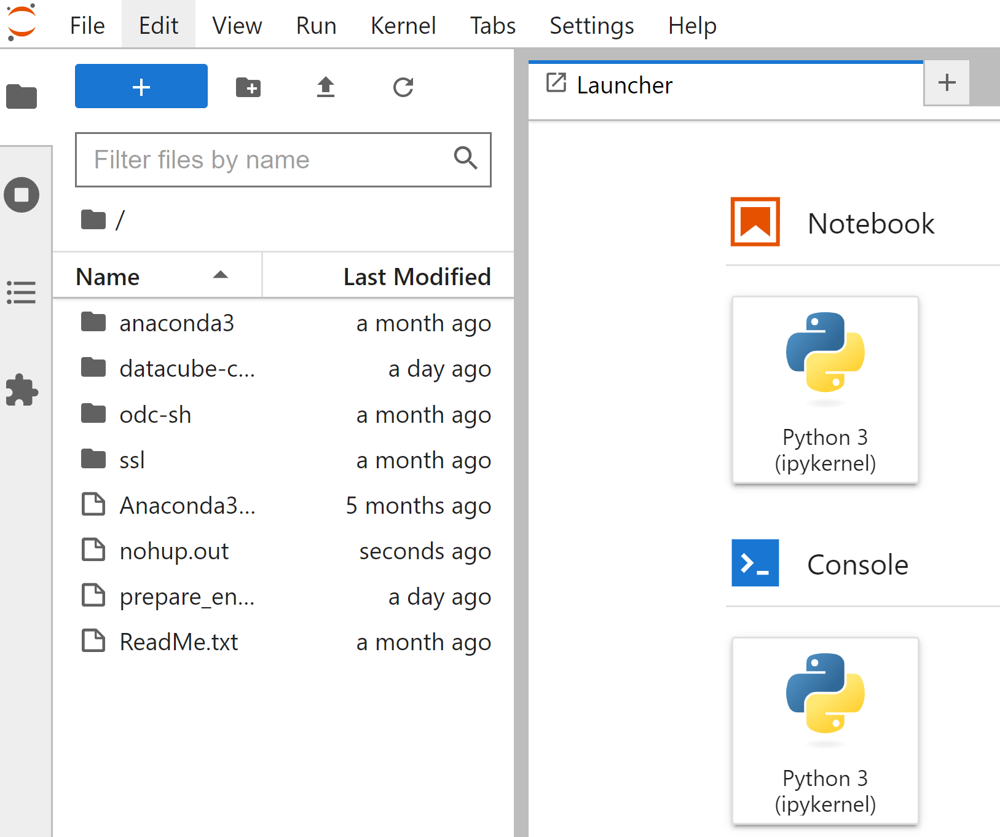 File Edit View Run Kernel Tabs Settings Help
Launcher
Filter files by name
/
Name Last Modified
anaconda3 a month ago
datacube-c... a day ago
odc-sh a month ago
ssl a month ago
Anaconda3... 5 months ago
nohup.out seconds ago
prepare_en... a day ago
ReadMe.txt a month ago
Notebook
Python 3
(ipykernel)
Console
Python 3
(ipykernel)